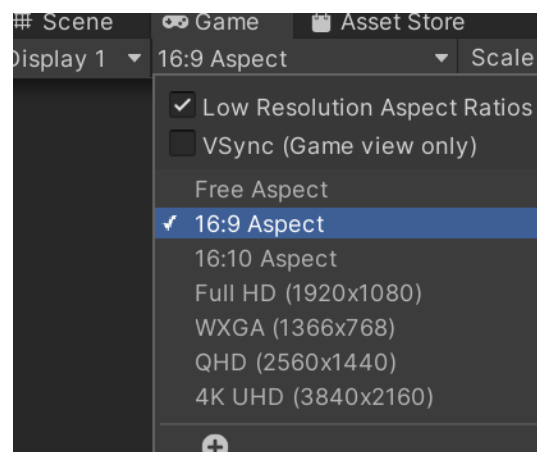 Scene Game Asset Store
Display 1 16:9 Aspect Scale
Low Resolution Aspect Ratios
VSync (Game view only)
Free Aspect
16:9 Aspect
16:10 Aspect
Full HD (1920x1080)
WXGA (1366x768)
QHD (2560x1440)
4K UHD (3840x2160)